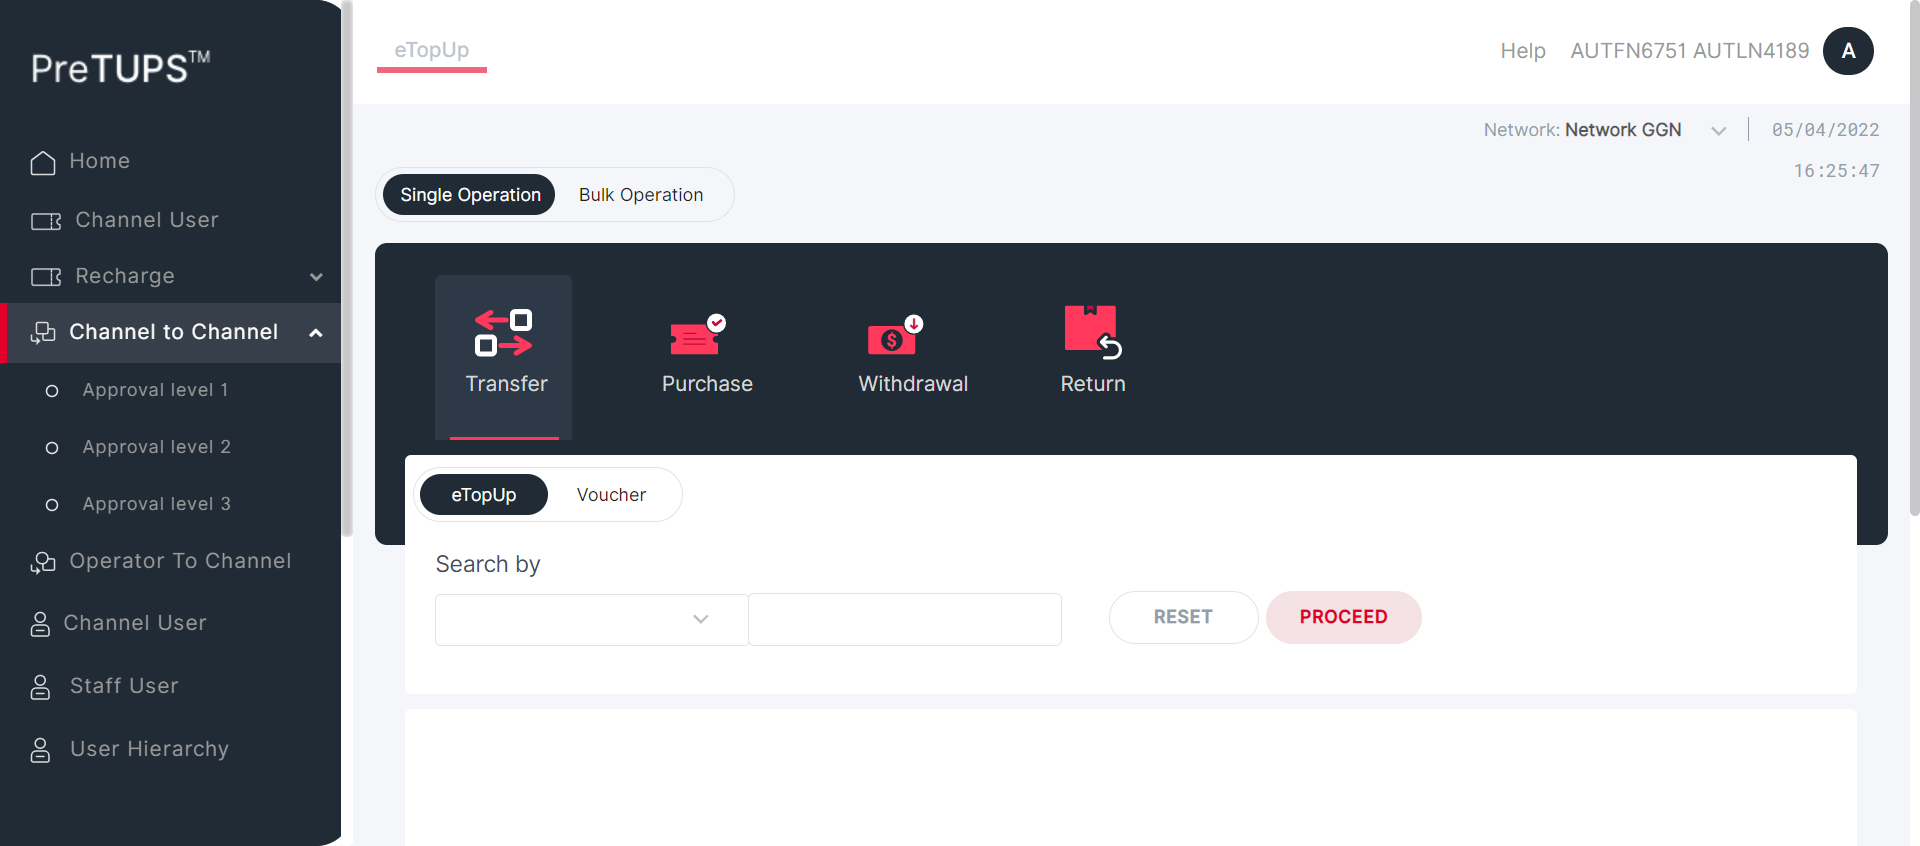 PreTUPS™
Home
Channel User
Recharge
Channel to Channel
Approval level 1
Approval level 2
Approval level 3
Operator To Channel
Channel User
Staff User
User Hierarchy
eTopUp
Help AUTFN6751 AUTLN4189 A
Network: Network GGN 05/04/2022
16:25:47
Single Operation Bulk Operation
Transfer Purchase Withdrawal Return
eTopUp Voucher
Search by
RESET PROCEED